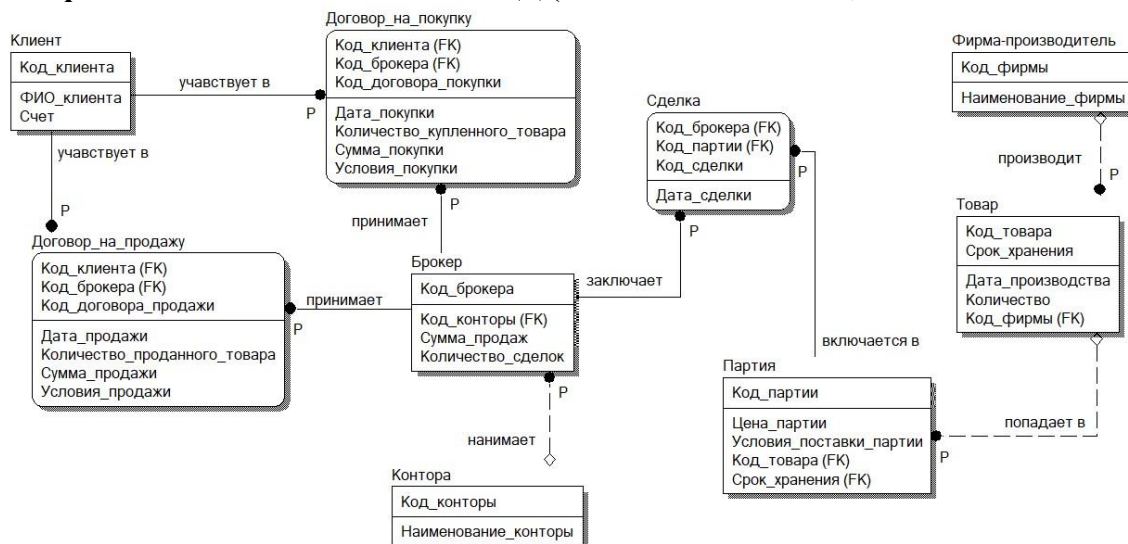 Договор_на_покупку
Код_клиента (FK)
Код_брокера (FK)
Код_договора_покупки
Дата_покупки
Количество_купленного_товара
Сумма_покупки
Условия_покупки
Клиент
Код_клиента
ФИО_клиента
Счет
учавствует в
P
учавствует в
P
Договор_на_продажу
Код_клиента (FK)
Код_брокера (FK)
Код_договора_продажи
Дата_продажи
Количество_проданного_товара
Сумма_продажи
Условия_продажи
принимает
P
принимает
P
Брокер
Код_брокера
Код_конторы (FK)
Сумма_продаж
Количество_сделок
P
нанимает
Контора
Код_конторы
Наименование_конторы
заключает
P
Сделка
Код_брокера (FK)
Код_партии (FK)
Код_сделки
Дата_сделки
P
включается в
Партия
Код_партии
Цена_партии
Условия_поставки_партии
Код_товара (FK)
Срок_хранения (FK)
P
попадает в
Фирма-производитель
Код_фирмы
Наименование_фирмы
производит
P
Товар
Код_товара
Срок_хранения
Дата_производства
Количество
Код_фирмы (FK)